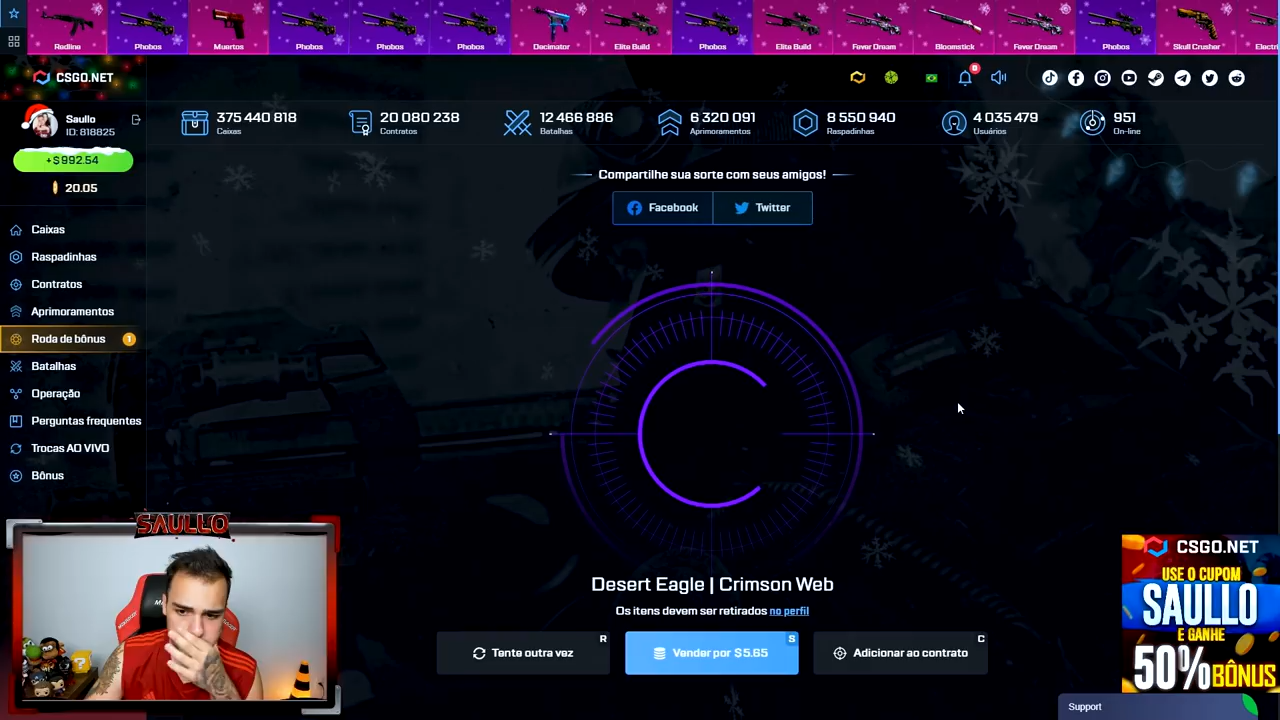 Redline
Phobos
Muertos
Phobos
Phobos
Phobos
Decimator
Elite Build
Phobos
Elite Build
Fever Dream
Bloomstick
Fever Dream
Phobos
Skull Crusher
Electri
CSGO.NET
Saullo
ID: 818825
+$992.54
20.05
375 440 818
Caixas
20 080 238
Contratos
12 466 886
Batalhas
6 320 091
Aprimoramentos
8 550 940
Raspadinhas
4 035 479
Usuários
951
On-line
Compartilhe sua sorte com seus amigos!
Facebook
Twitter
Caixas
Raspadinhas
Contratos
Aprimoramentos
Roda de bônus 1
Batalhas
Operação
Perguntas frequentes
Trocas AO VIVO
Bônus
SAULLO
Desert Eagle | Crimson Web
Os itens devem ser retirados no perfil
Tente outra vez R
Vender por $5.65 S
Adicionar ao contrato C
CSGO.NET
USE O CUPOM
SAULLO
E GANHE
50% BÔNUS
Support